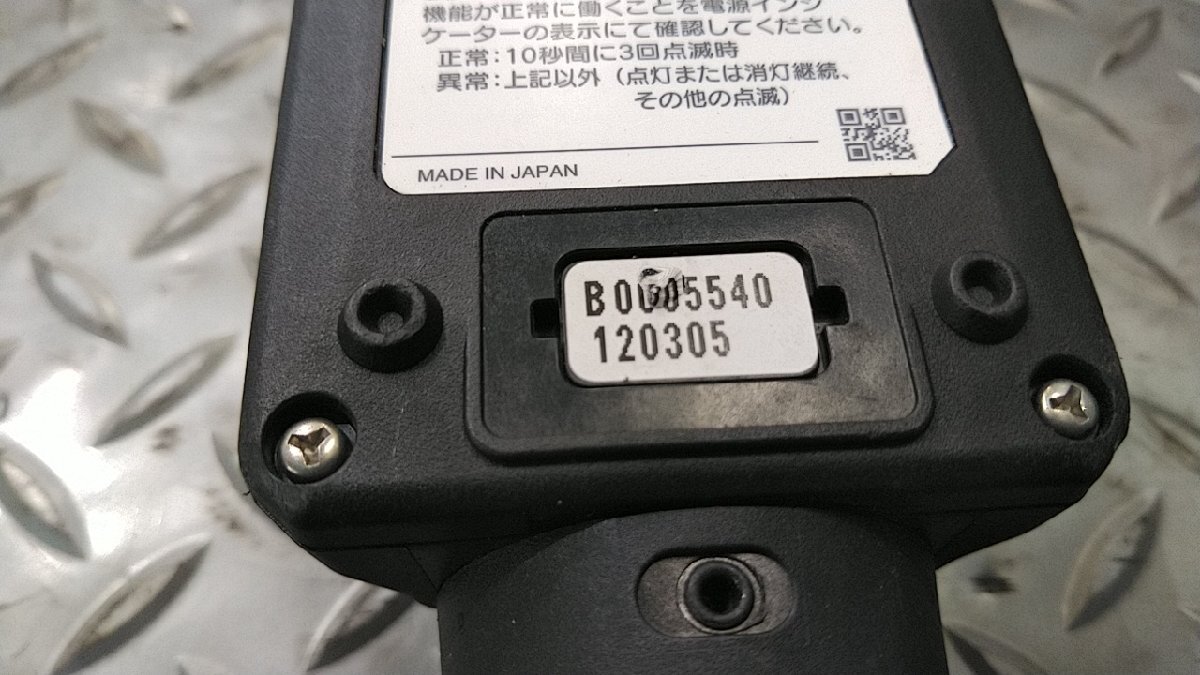 機能が正常に働くことを電源インジ
ケーターの表示にて確認してください。
正常：10秒間に3回点滅時
異常：上記以外（点灯または消灯継続、
その他の点滅）
MADE IN JAPAN
120305